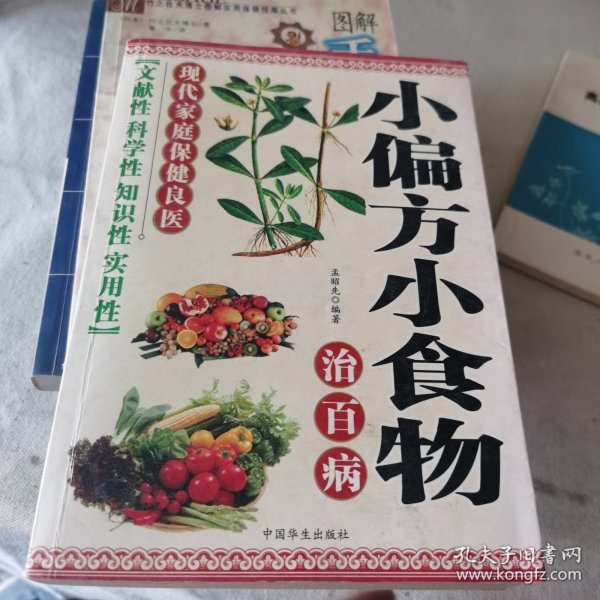 图解
小偏方小食物
治百病
现代家庭保健良医
【文献性 科学性 知识性 实用性】
孟昭先 编著
中国华生出版社
孔夫子旧书网
www.kongfz.com